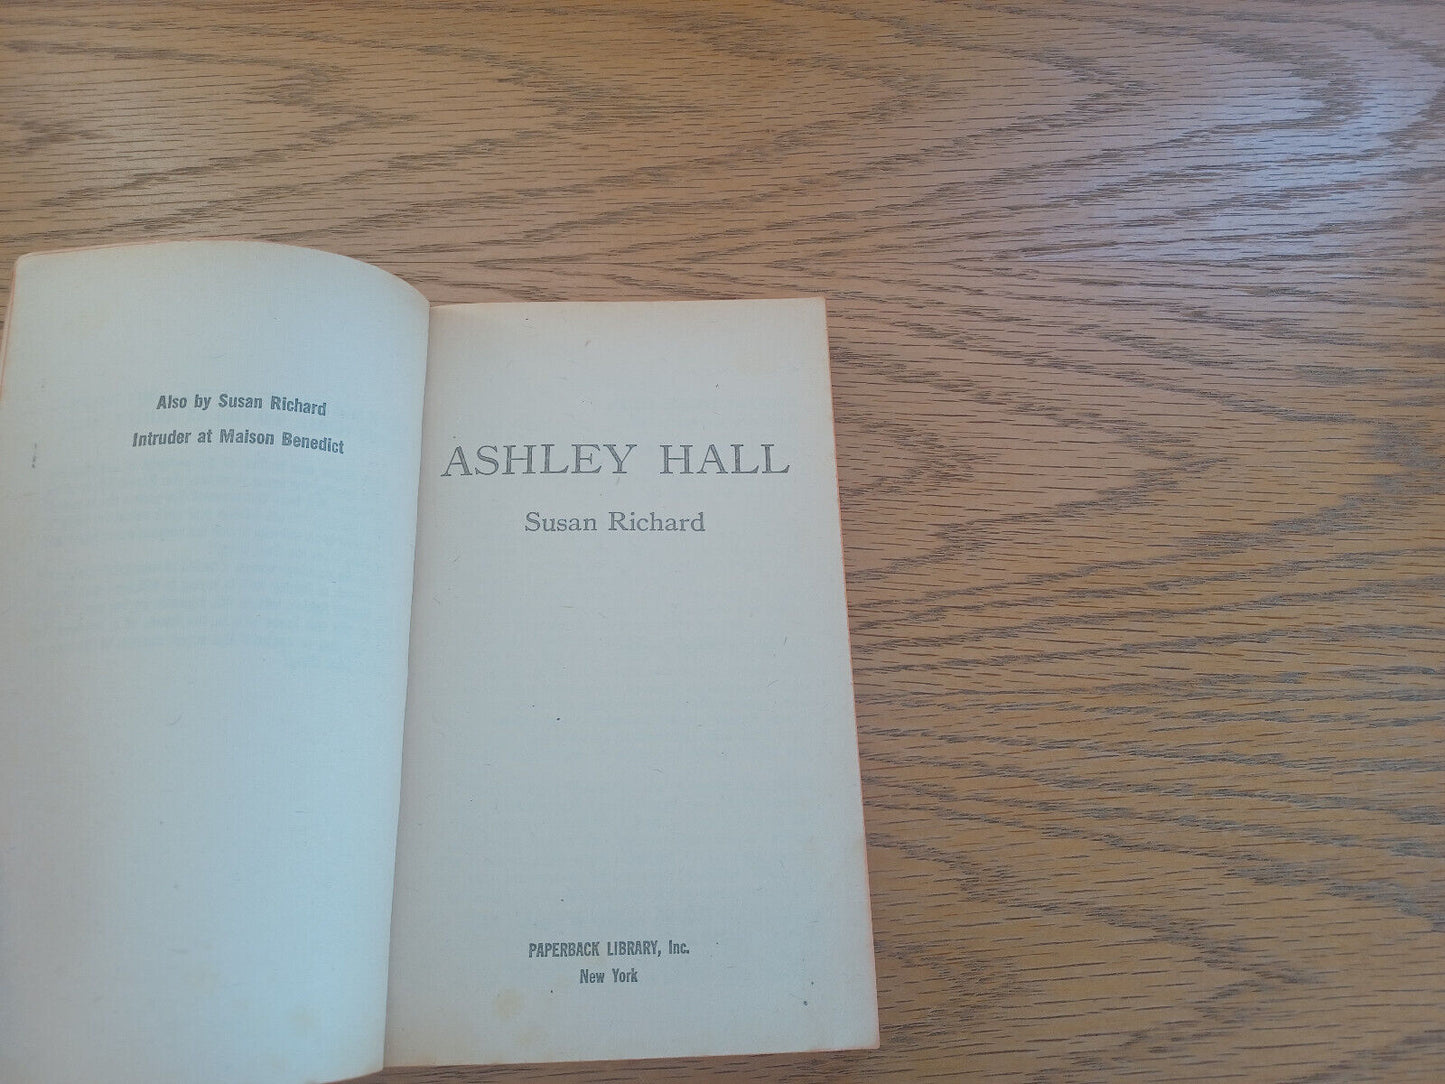 Also by Susan Richard
Intruder at Maison Benedict
ASHLEY HALL
Susan Richard
PAPERBACK LIBRARY, Inc.
New York